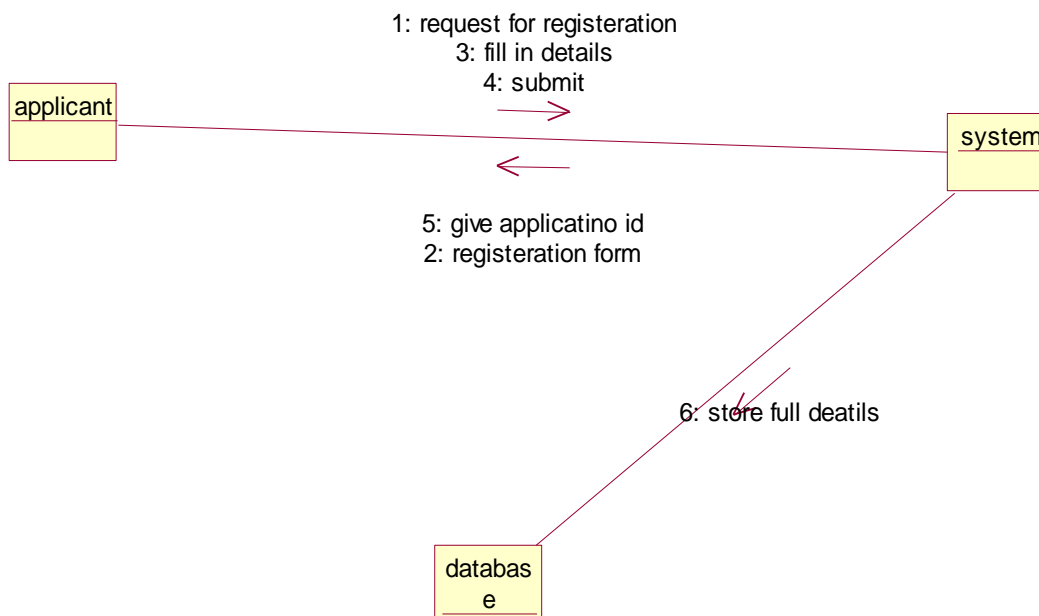 1: request for registeration
3: fill in details
4: submit
applicant
system
5: give applicatino id
2: registeration form
6: store full deatils
databas
e